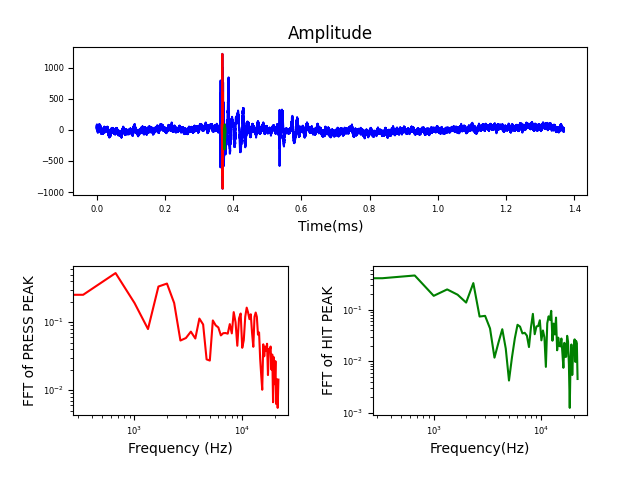 Amplitude
1000
500
0
−500
−1000
0.0 0.2 0.4 0.6 0.8 1.0 1.2 1.4
Time(ms)
FFT of PRESS PEAK
10⁻¹
10⁻²
10³ 10⁴
Frequency (Hz)
FFT of HIT PEAK
10⁻¹
10⁻²
10⁻³
10³ 10⁴
Frequency(Hz)